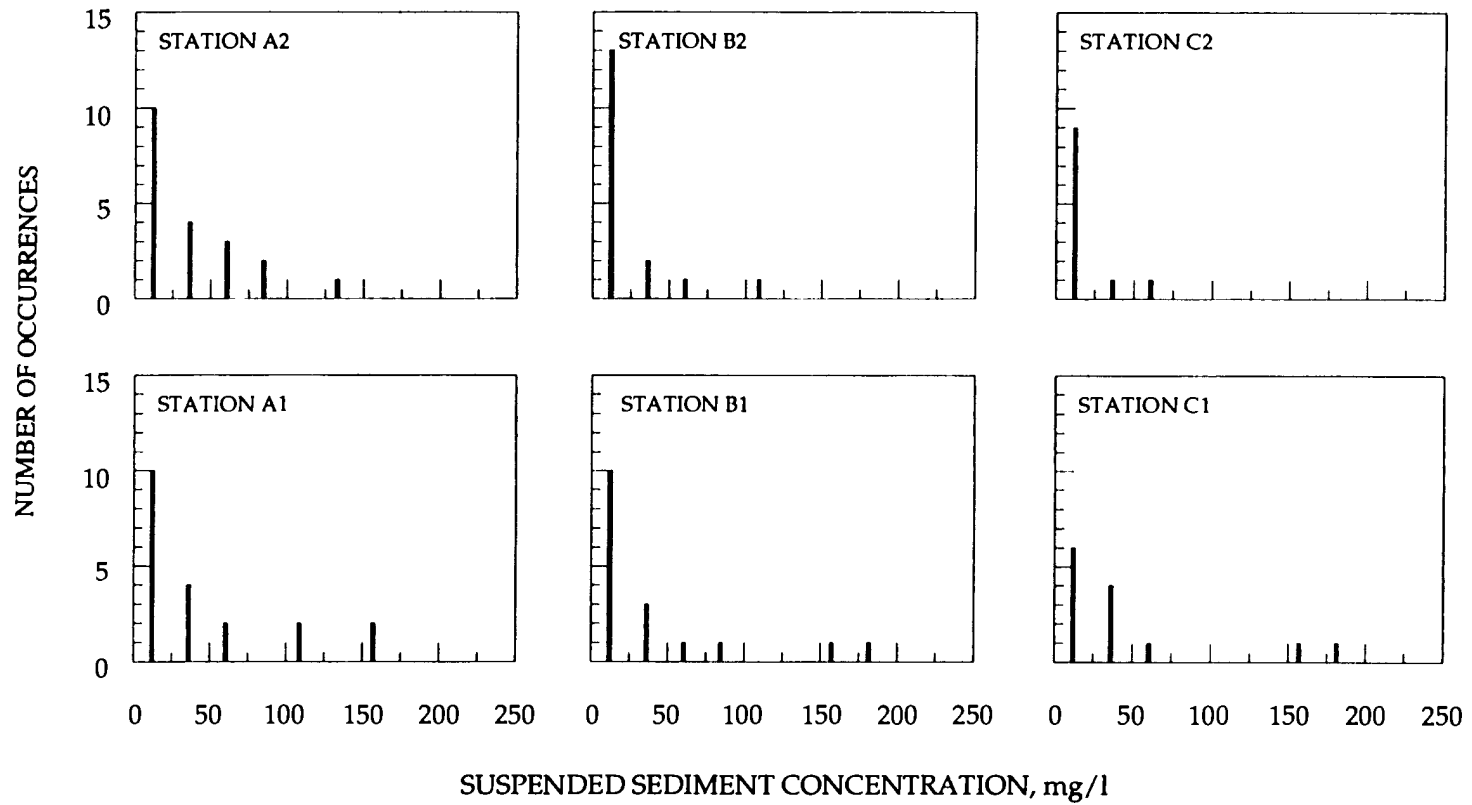 NUMBER OF OCCURRENCES
STATION A2
STATION B2
STATION C2
15
10
5
0
STATION A1
STATION B1
STATION C1
15
10
5
0
0 50 100 150 200 250
0 50 100 150 200 250
0 50 100 150 200 250
SUSPENDED SEDIMENT CONCENTRATION, mg/l